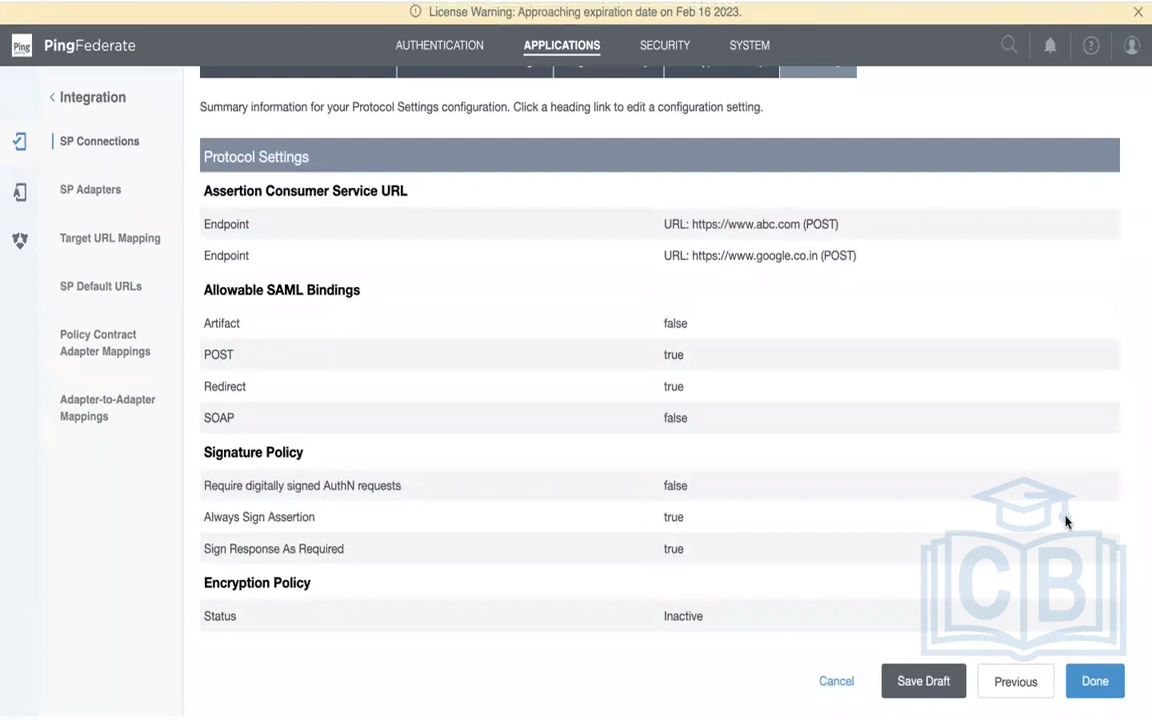 License Warning: Approaching expiration date on Feb 16 2023.
Ping PingFederate
AUTHENTICATION APPLICATIONS SECURITY SYSTEM
Integration
SP Connections
SP Adapters
Target URL Mapping
SP Default URLs
Policy Contract
Adapter Mappings
Adapter-to-Adapter
Mappings
Summary information for your Protocol Settings configuration. Click a heading link to edit a configuration setting.
Protocol Settings
Assertion Consumer Service URL
Endpoint URL: https://www.abc.com (POST)
Endpoint URL: https://www.google.co.in (POST)
Allowable SAML Bindings
Artifact false
POST true
Redirect true
SOAP false
Signature Policy
Require digitally signed AuthN requests false
Always Sign Assertion true
Sign Response As Required true
Encryption Policy
Status Inactive
CB
Cancel Save Draft Previous Done